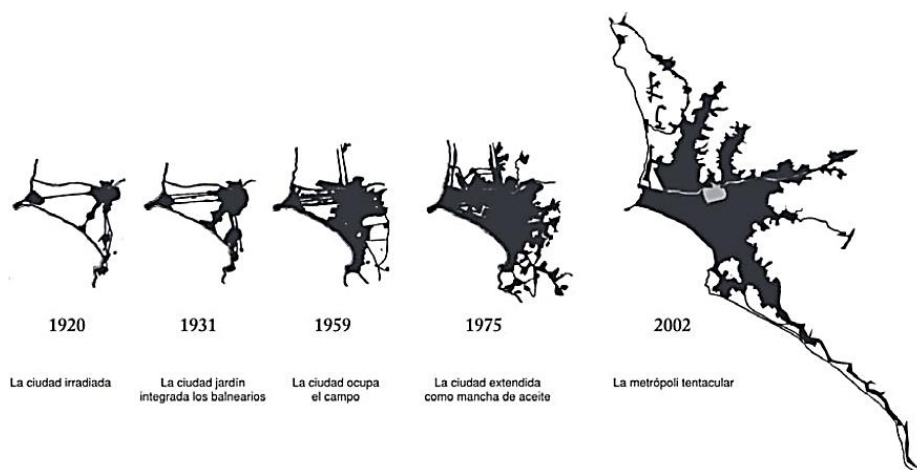 1920
1931
1959
1975
2002
La ciudad irradiada
La ciudad jardín
integrada los balnearios
La ciudad ocupa
el campo
La ciudad extendida
como mancha de aceite
La metrópoli tentacular